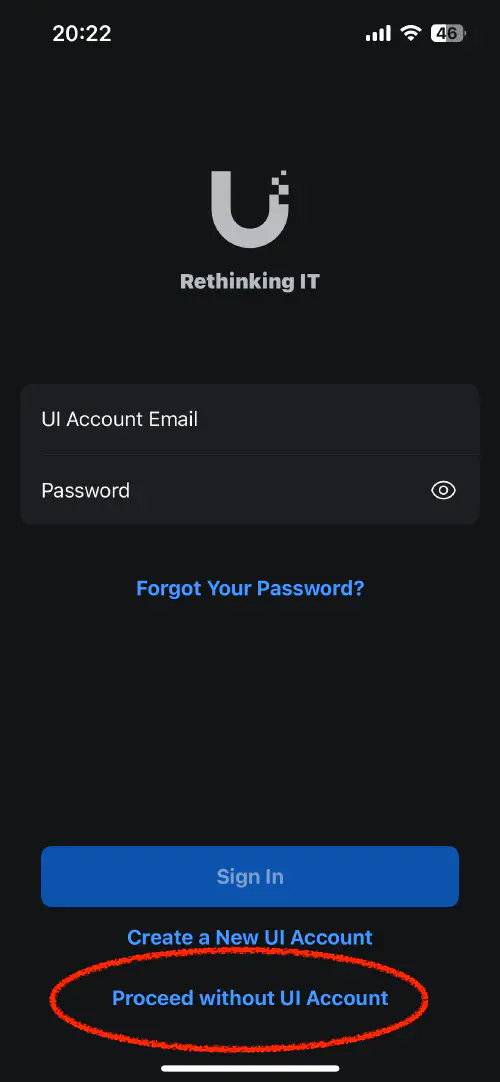 20:22
46
Rethinking IT
UI Account Email
Password
Forgot Your Password?
Sign In
Create a New UI Account
Proceed without UI Account